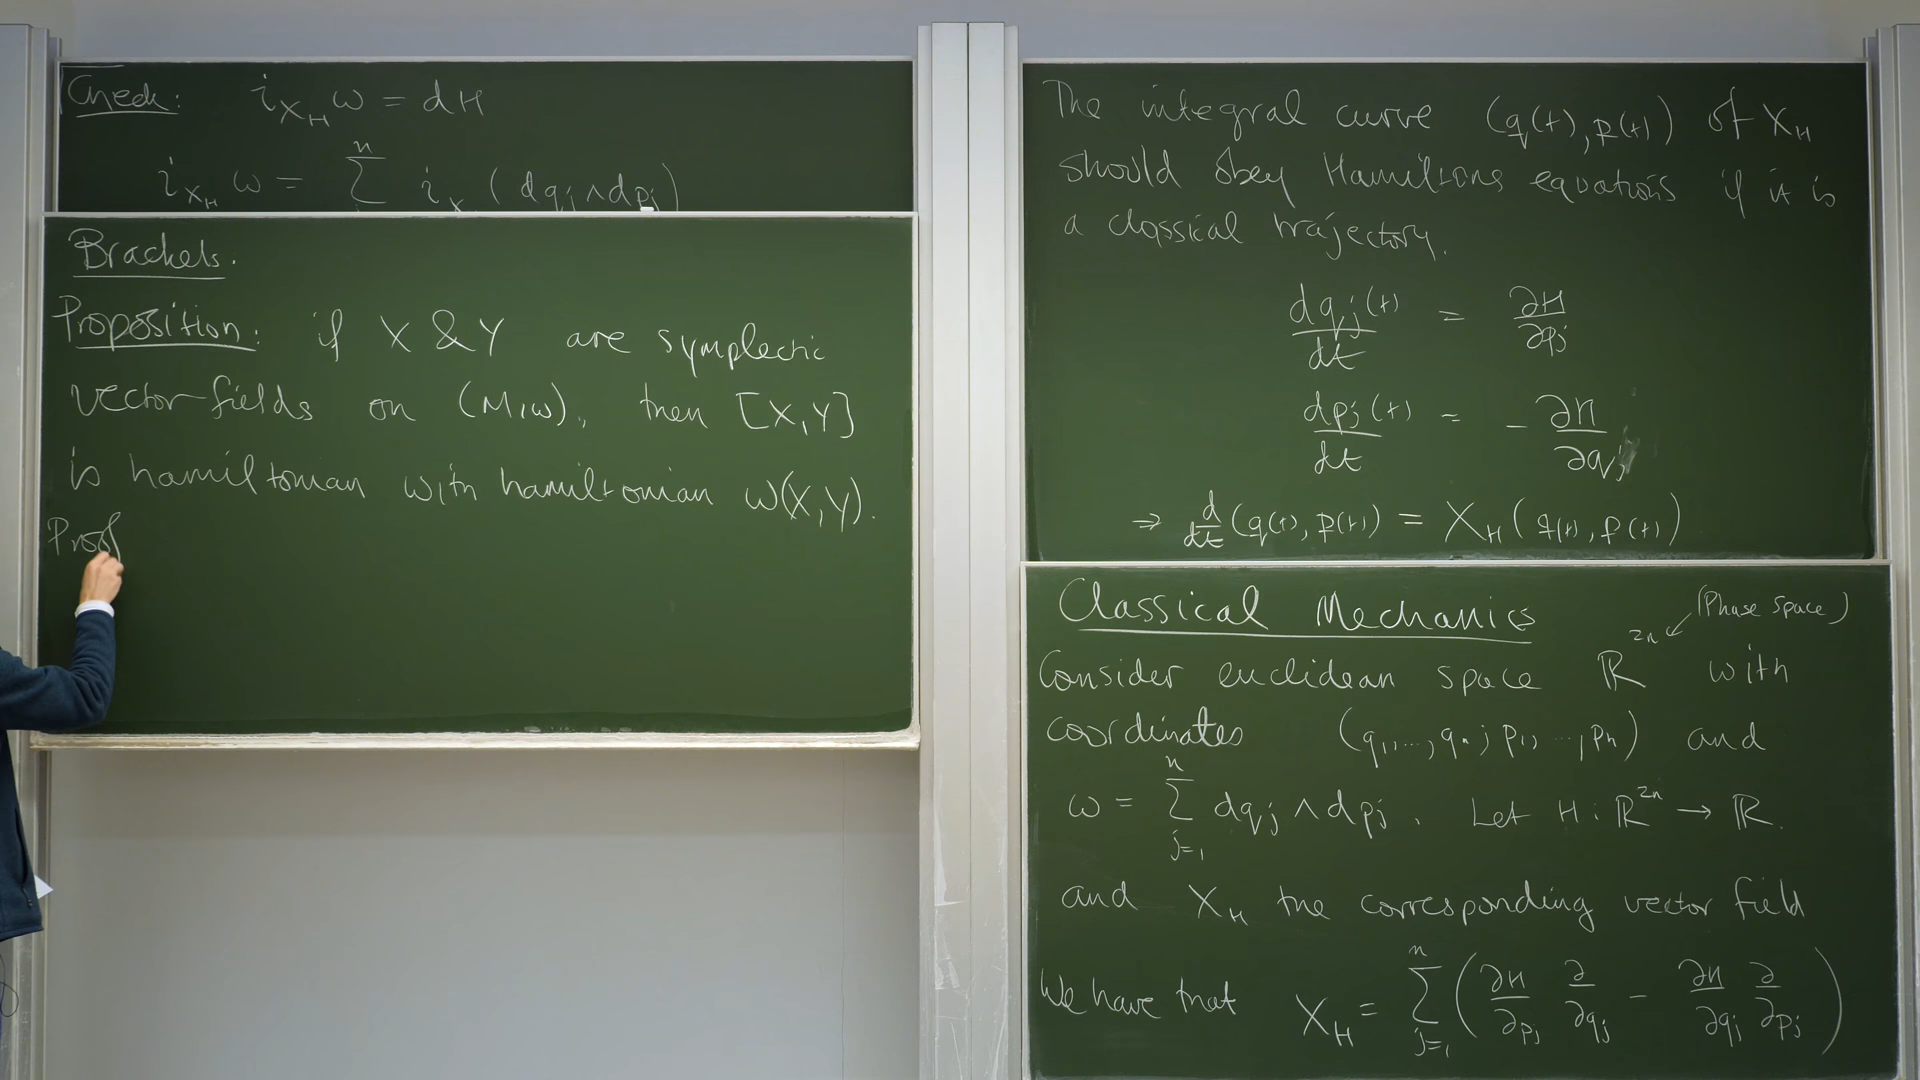 Check: i_{X_H} ω = dH
i_{X_H} ω = ∑^n i_X (dq_j ∧ dp_j)
Brackets.
Proposition: if X & Y are symplectic
vector-fields on (M,ω), then [X,Y]
is hamiltonian with hamiltonian ω(X,Y).
Proof
The integral curve (q(t), p(t)) of X_H
should obey Hamiltons equations if it is
a classical trajectory.
dq_j(t)/dt = ∂H/∂p_j
dp_j(t)/dt = - ∂H/∂q_j
⇒ d/dt (q(t), p(t)) = X_H (q(t), p(t))
Classical Mechanics
(Phase Space)
Consider euclidean space ℝ^{2n} with
coordinates (q_1,...,q_n; p_1, ..., p_n) and
ω = ∑_{j=1}^n dq_j ∧ dp_j. Let H: ℝ^{2n} → ℝ.
and X_H the corresponding vector field
We have that X_H = ∑_{j=1}^n (∂H/∂p_j ∂/∂q_j - ∂H/∂q_j ∂/∂p_j)